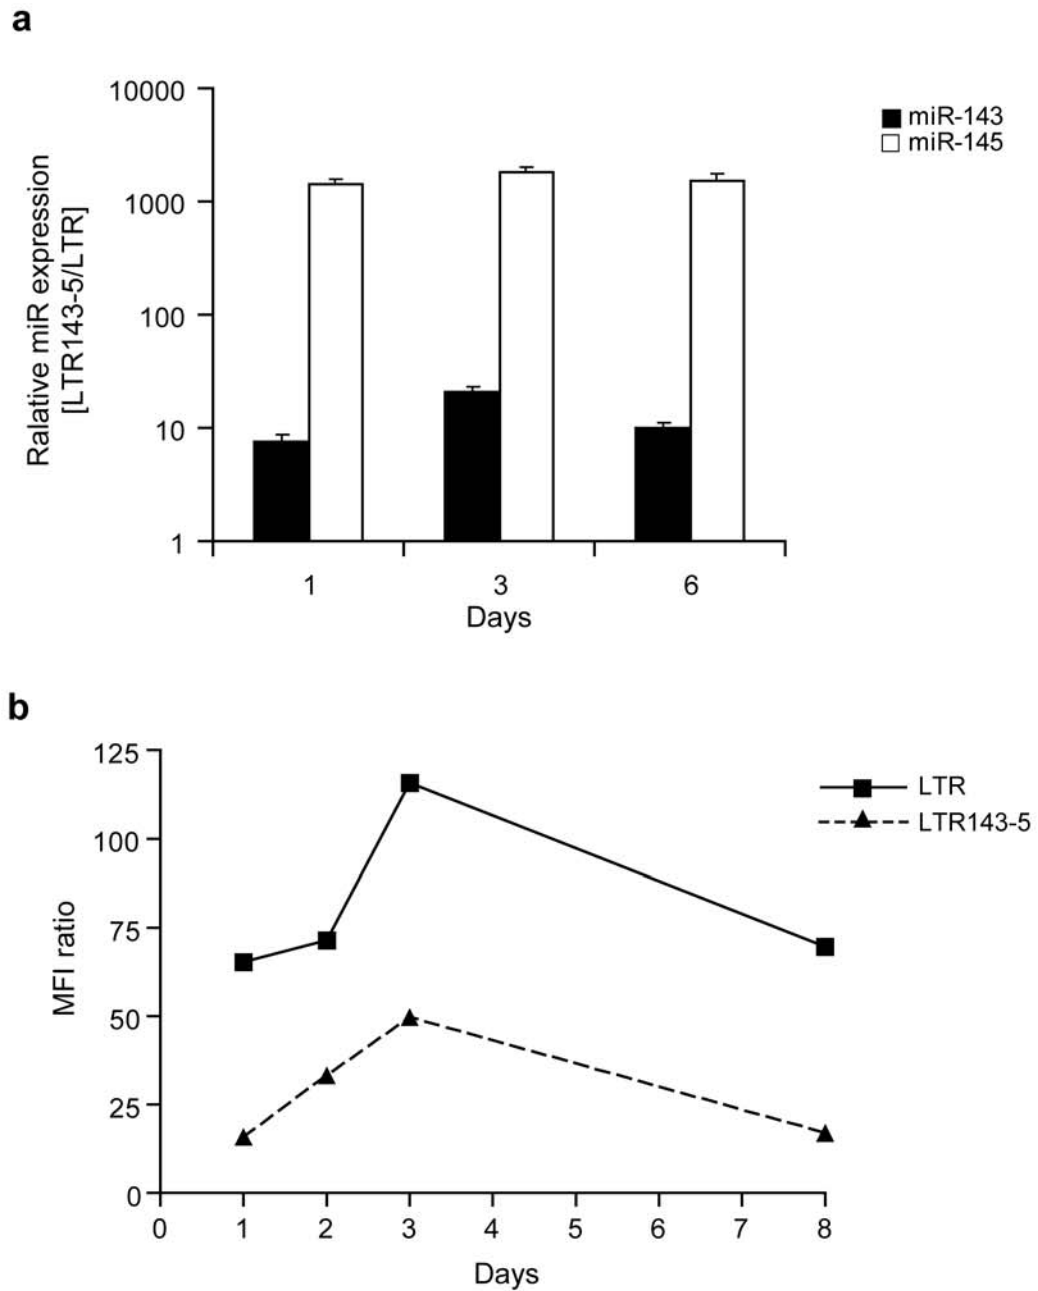 a
10000
1000
100
10
1
Ralative miR expression
[LTR143-5/LTR]
miR-143
miR-145
1 3 6
Days
b
125
100
75
50
25
0
MFI ratio
LTR
LTR143-5
0 1 2 3 4 5 6 7 8
Days